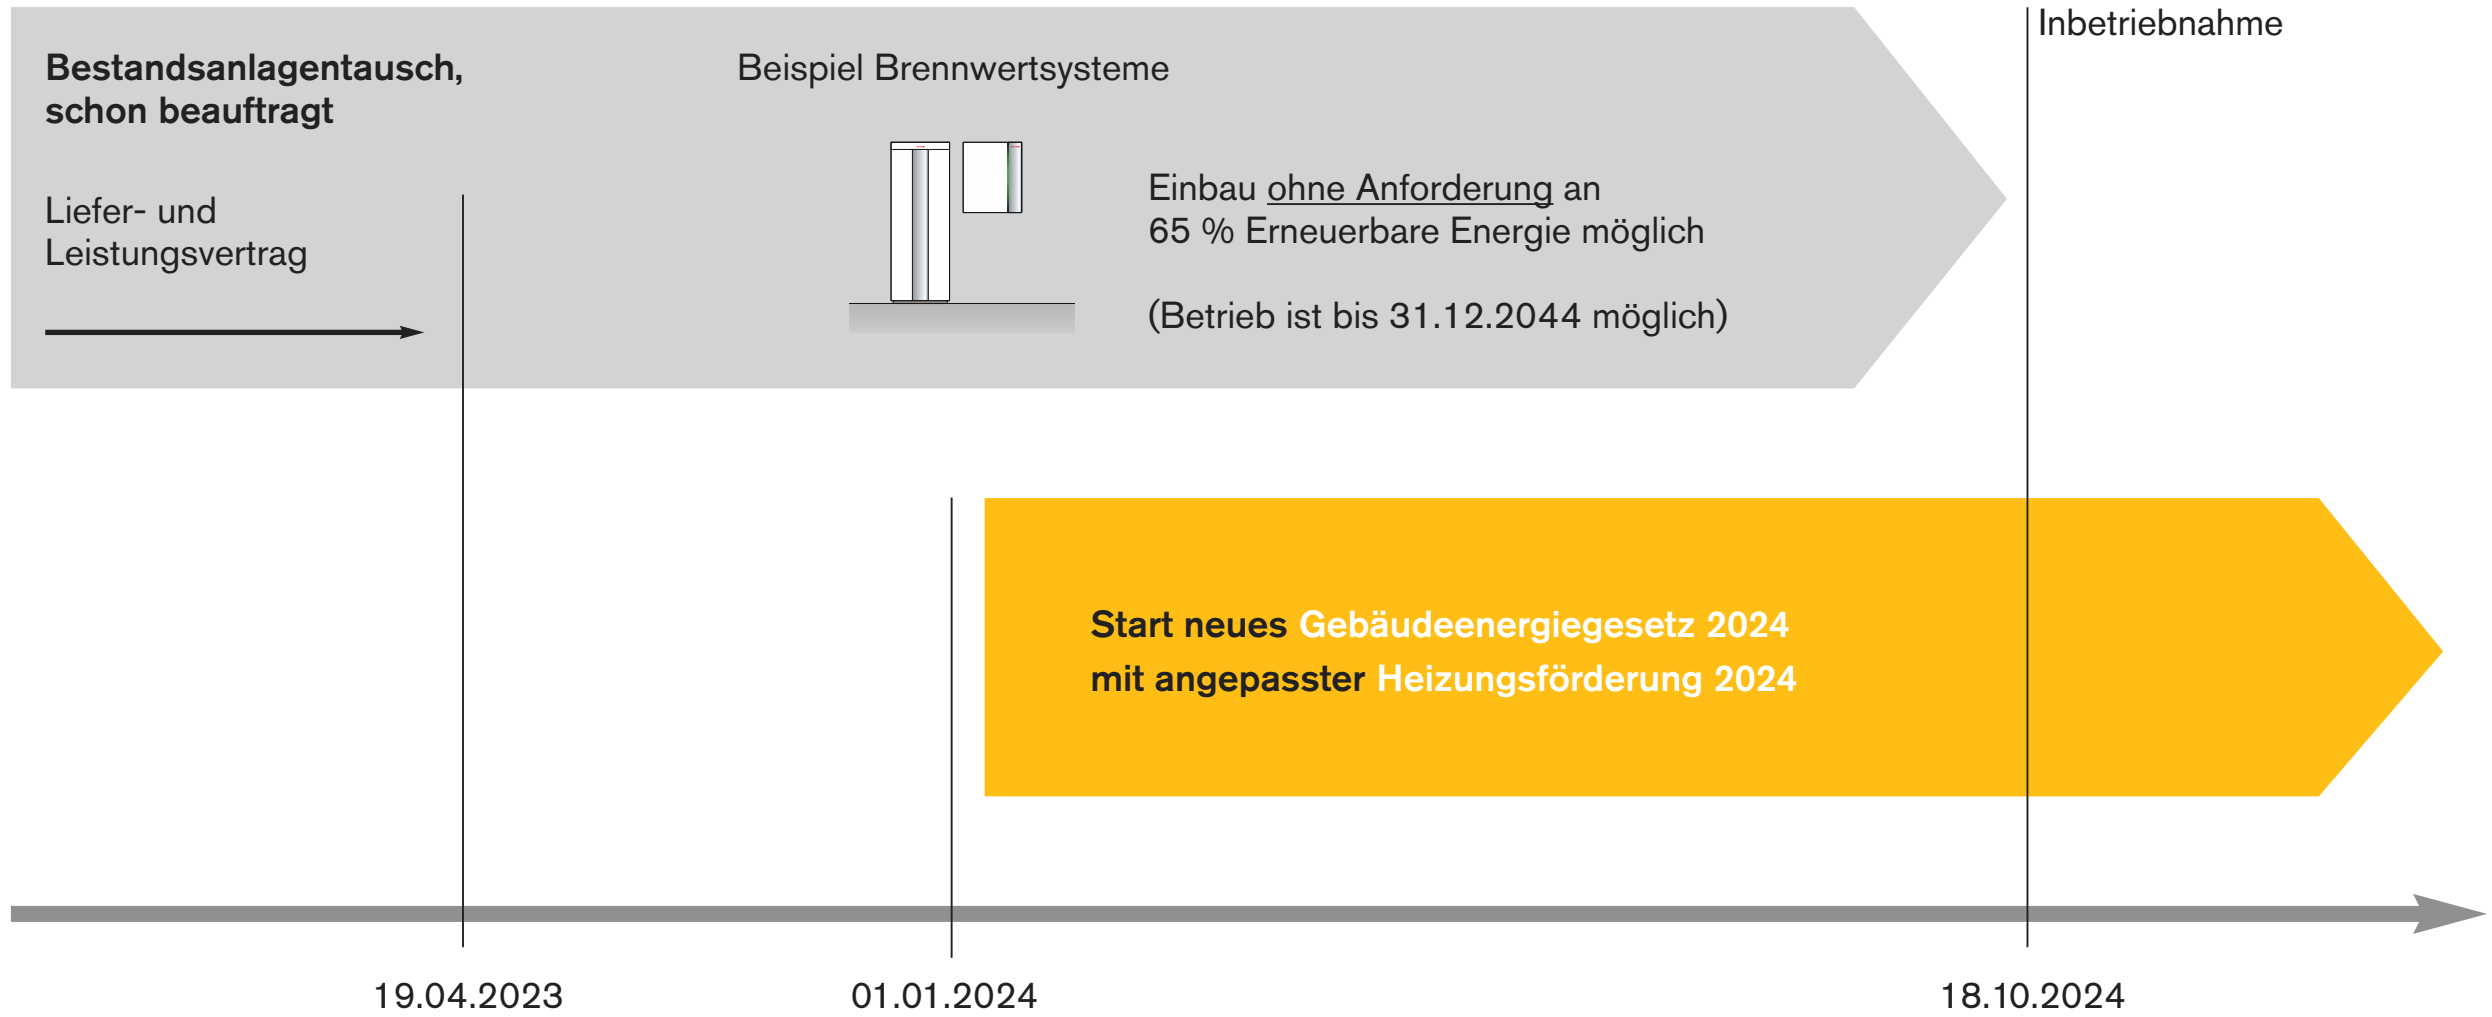 Inbetriebnahme
Bestandsanlagentausch,
schon beauftragt
Beispiel Brennwertsysteme
Liefer- und
Leistungsvertrag
Einbau ohne Anforderung an
65 % Erneuerbare Energie möglich
(Betrieb ist bis 31.12.2044 möglich)
Start neues Gebäudeenergiegesetz 2024
mit angepasster Heizungsförderung 2024
19.04.2023
01.01.2024
18.10.2024